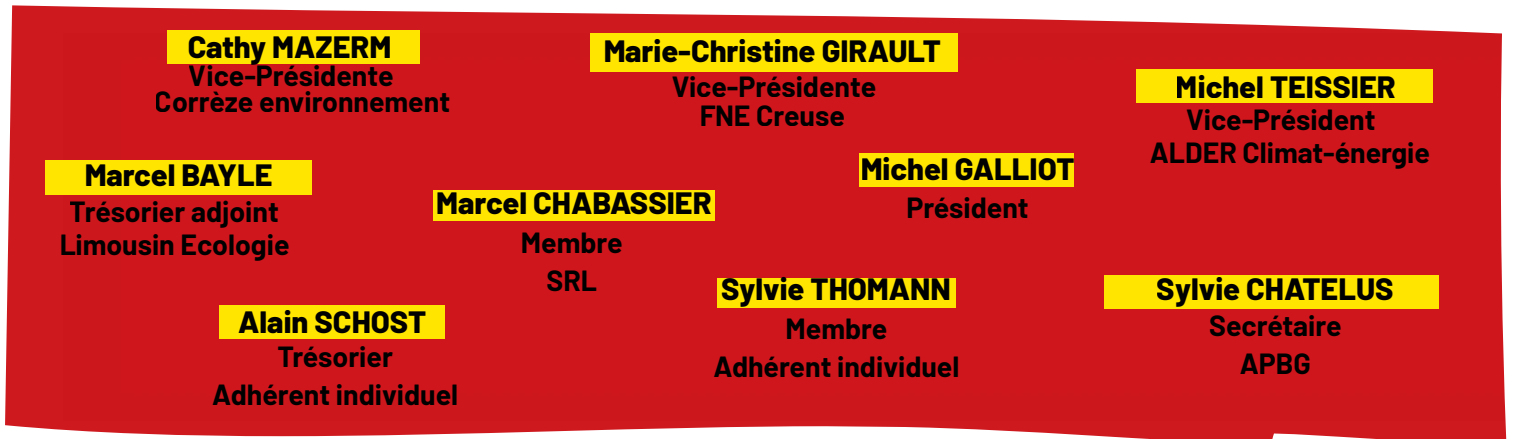 Cathy MAZERM
Vice-Présidente
Corrèze environnement
Marie-Christine GIRAULT
Vice-Présidente
FNE Creuse
Michel TEISSIER
Vice-Président
ALDER Climat-énergie
Marcel BAYLE
Trésorier adjoint
Limousin Ecologie
Marcel CHABASSIER
Membre
SRL
Michel GALLIOT
Président
Alain SCHOST
Trésorier
Adhérent individuel
Sylvie THOMANN
Membre
Adhérent individuel
Sylvie CHATELUS
Secrétaire
APBG